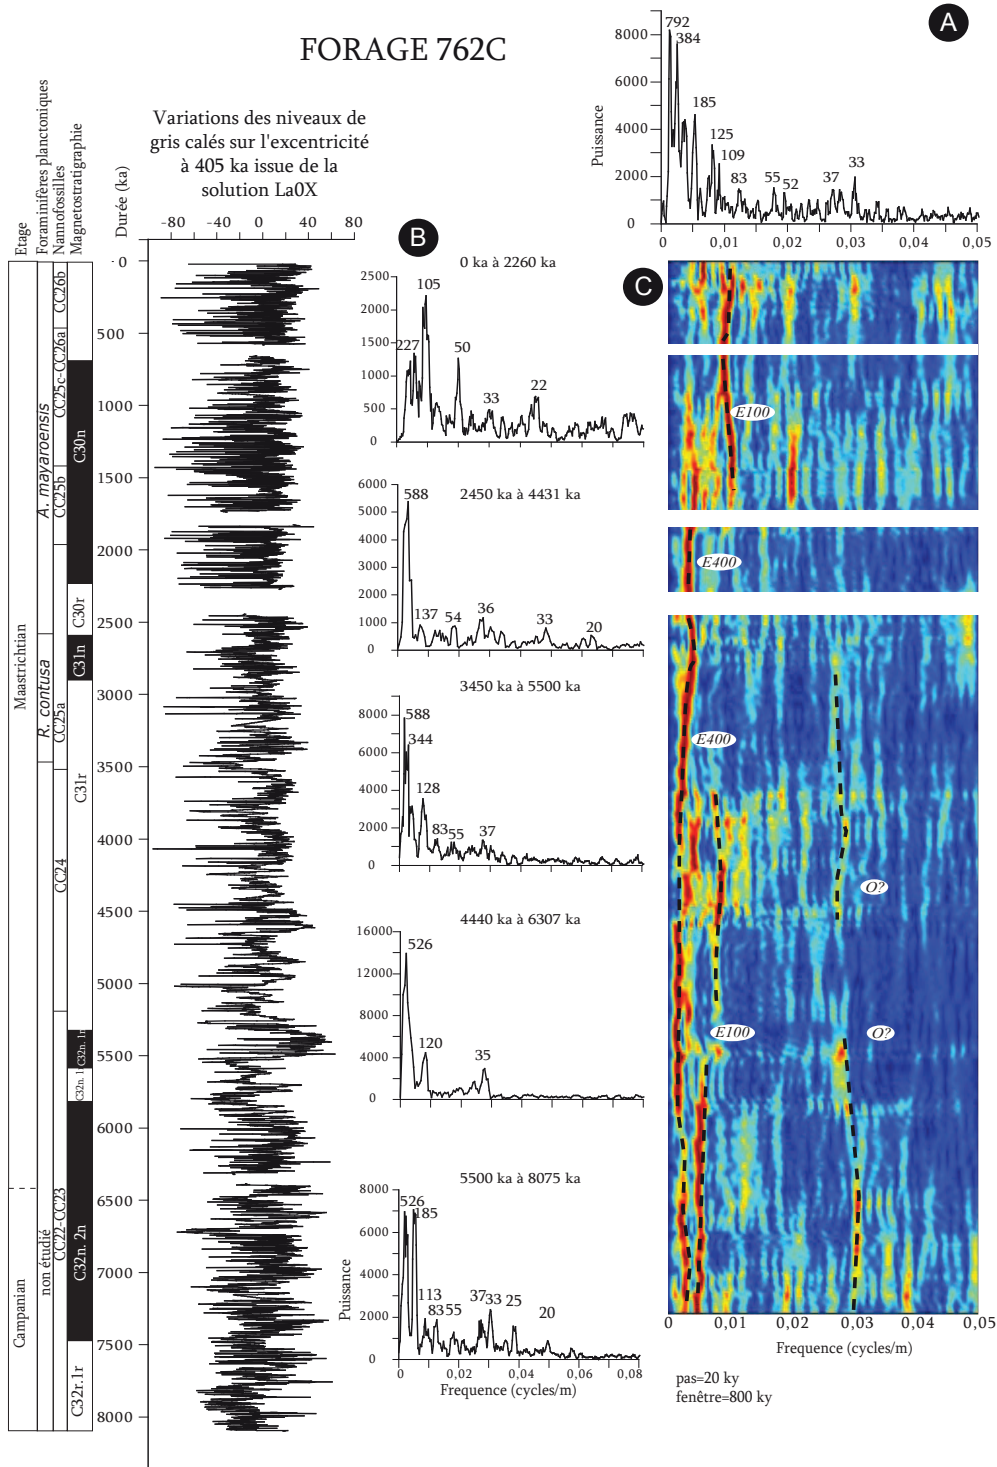 FORAGE 762C
A
Puissance
8000
6000
4000
2000
0
792
384
185
125
109
83
55
52
37
33
0
0,01
0,02
0,03
0,04
0,05
Variations des niveaux de
gris calés sur l'excentricité
à 405 ka issue de la
solution La0X
Etage
Foraminifères planctoniques
Nannofossilles
Magnetostratigraphie
Durée (ka)
-80
-40
0
40
80
0
500
1000
1500
2000
2500
3000
3500
4000
4500
5000
5500
6000
6500
7000
7500
8000
Maastrichtian
Campanian
A. mayaroensis
R. contusa
non étudié
CC26b
CC25c-CC26a
CC25b
CC25a
CC24
CC22-CC23
C30n
C30r
C31n
C31r
C32n. 1n
C32n. 1
C32n. 2n
C32r.1r
B
0 ka à 2260 ka
2500
2000
1500
1000
500
0
227
105
50
33
22
2450 ka à 4431 ka
6000
5000
4000
3000
2000
1000
0
588
137
54
36
33
20
3450 ka à 5500 ka
8000
6000
4000
2000
0
588
344
128
83
55
37
4440 ka à 6307 ka
16000
12000
8000
4000
0
526
120
35
5500 ka à 8075 ka
Puissance
8000
6000
4000
2000
0
526
185
113
83
55
37
33
25
20
0
0,02
0,04
0,06
0,08
Frequence (cycles/m)
C
E100
E400
E400
O?
E100
O?
0
0,01
0,02
0,03
0,04
0,05
Frequence (cycles/m)
pas=20 ky
fenêtre=800 ky